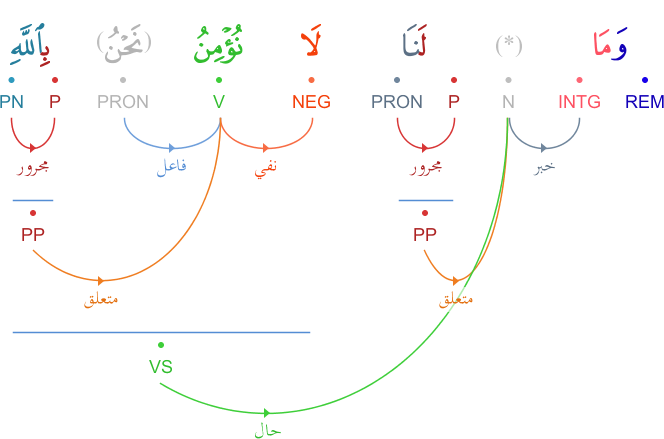 وَمَا (*) لَنَا لَا نُؤْمِنُ (نَحْنُ) بِٱللَّهِ
REM INTG N P PRON NEG V PRON P PN
خبر مجرور نفي فاعل مجرور
PP PP
متعلق متعلق
VS
حال